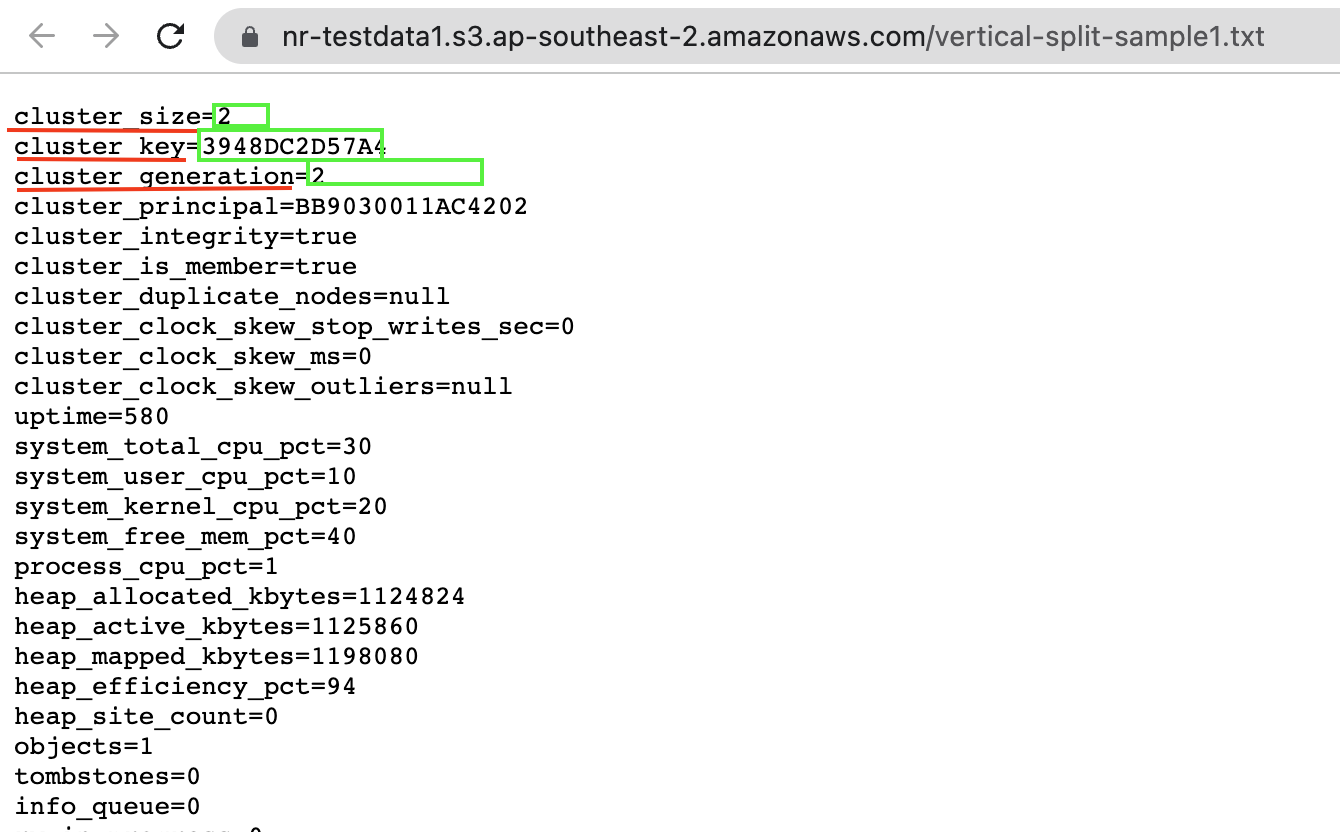 nr-testdata1.s3.ap-southeast-2.amazonaws.com/vertical-split-sample1.txt
cluster_size=2
cluster_key=3948DC2D57A4
cluster_generation=2
cluster_principal=BB9030011AC4202
cluster_integrity=true
cluster_is_member=true
cluster_duplicate_nodes=null
cluster_clock_skew_stop_writes_sec=0
cluster_clock_skew_ms=0
cluster_clock_skew_outliers=null
uptime=580
system_total_cpu_pct=30
system_user_cpu_pct=10
system_kernel_cpu_pct=20
system_free_mem_pct=40
process_cpu_pct=1
heap_allocated_kbytes=1124824
heap_active_kbytes=1125860
heap_mapped_kbytes=1198080
heap_efficiency_pct=94
heap_site_count=0
objects=1
tombstones=0
info_queue=0